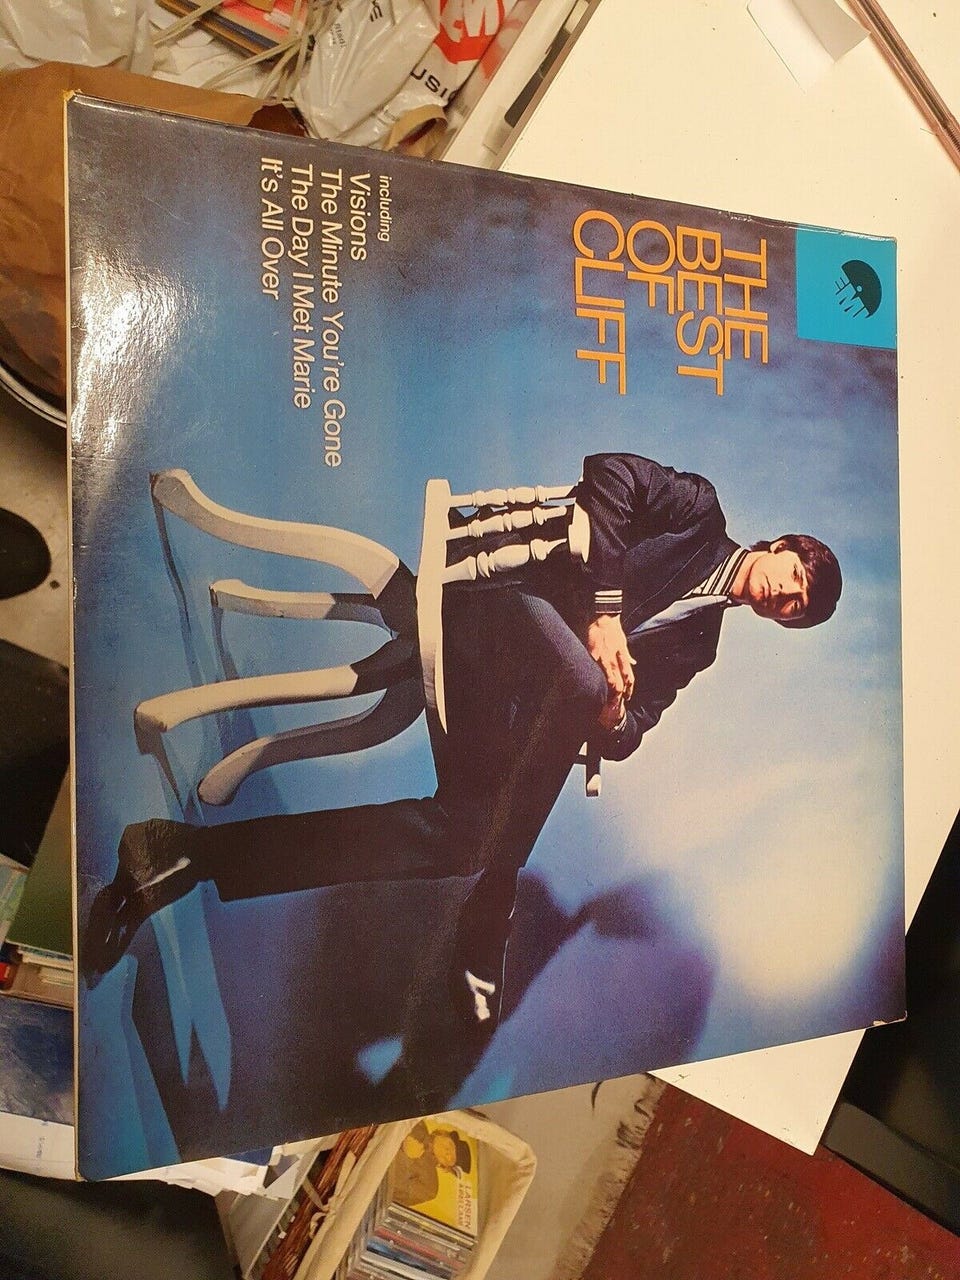 THE
BEST
OF
CLIFF
EMI
including
Visions
The Minute You're Gone
The Day I Met Marie
It's All Over
LARSEN